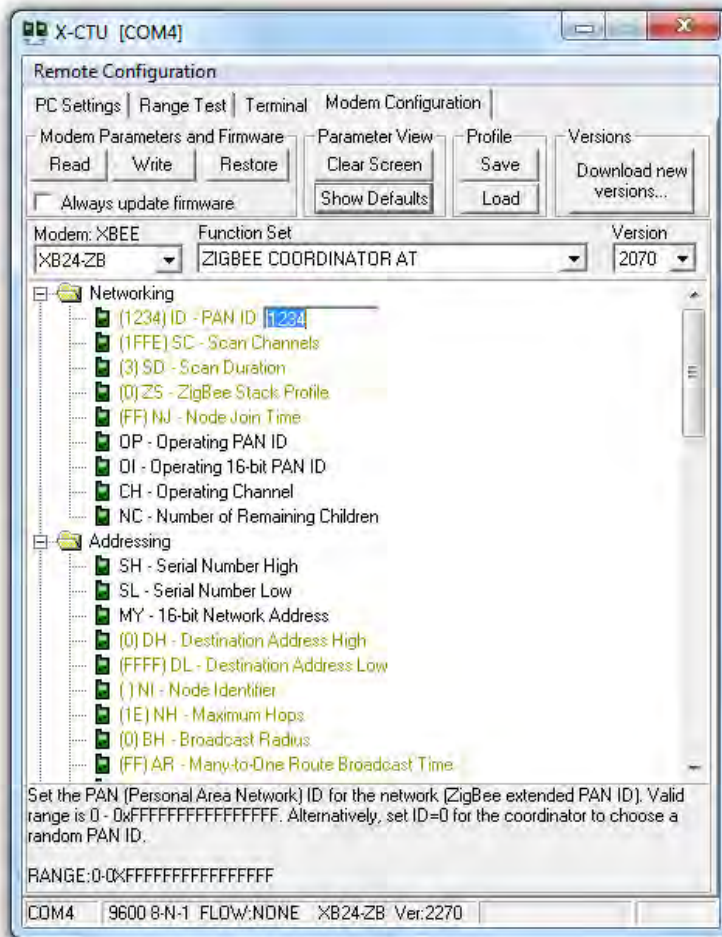 X-CTU [COM4]
Remote Configuration
PC Settings Range Test Terminal Modem Configuration
Modem Parameters and Firmware Parameter View Profile Versions
Read Write Restore Clear Screen Save Download new versions...
Always update firmware Show Defaults Load
Modem: XBEE Function Set Version
XB24-ZB ZIGBEE COORDINATOR AT 2070
Networking
(1234) ID - PAN ID 1234
(1FFE) SC - Scan Channels
(3) SD - Scan Duration
(0) ZS - ZigBee Stack Profile
(FF) NJ - Node Join Time
OP - Operating PAN ID
OI - Operating 16-bit PAN ID
CH - Operating Channel
NC - Number of Remaining Children
Addressing
SH - Serial Number High
SL - Serial Number Low
MY - 16-bit Network Address
(0) DH - Destination Address High
(FFFF) DL - Destination Address Low
( ) NI - Node Identifier
(1E) NH - Maximum Hops
(0) BH - Broadcast Radius
(FF) AR - Many-to-One Route Broadcast Time
Set the PAN (Personal Area Network) ID for the network (ZigBee extended PAN ID). Valid
range is 0 - 0xFFFFFFFFFFFFFFFF. Alternatively, set ID=0 for the coordinator to choose a
random PAN ID.
RANGE:0-0XFFFFFFFFFFFFFFFF
COM4 9600 8-N-1 FLOW:NONE XB24-ZB Ver:2270